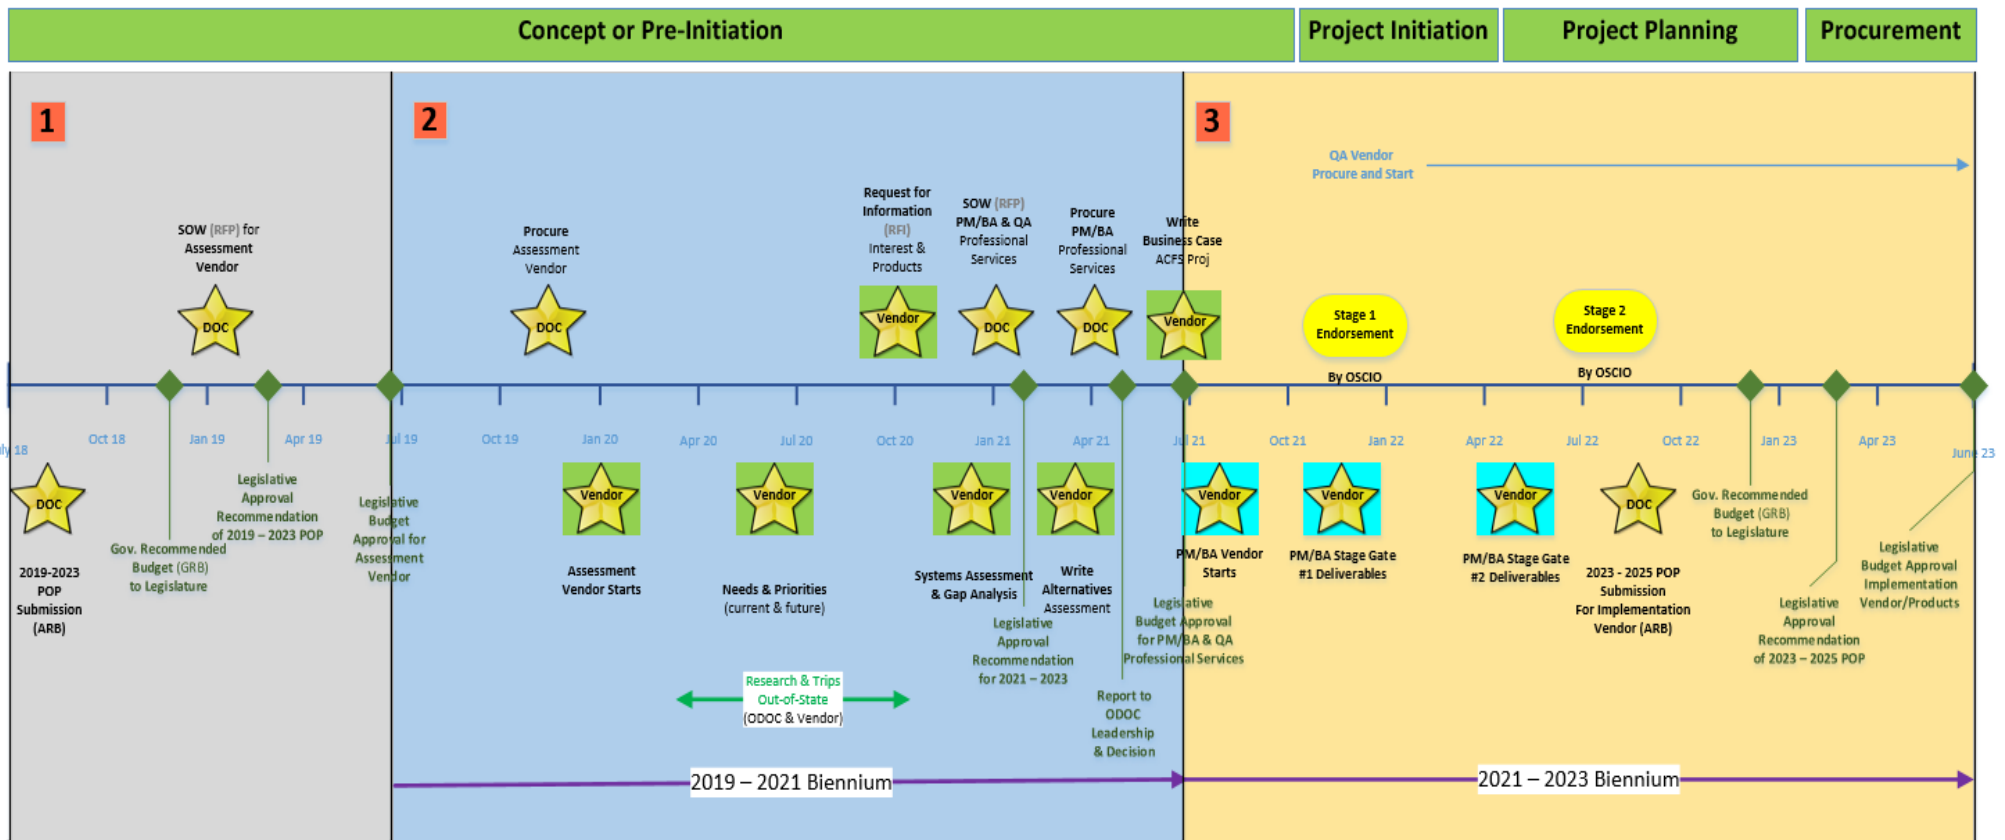 Concept or Pre-Initiation
Project Initiation
Project Planning
Procurement
1
2
3
QA Vendor
Procure and Start
SOW (RFP) for
Assessment
Vendor
DOC
Procure
Assessment
Vendor
DOC
Request for
Information
(RFI)
Interest &
Products
Vendor
SOW (RFP)
PM/BA & QA
Professional
Services
DOC
Procure
PM/BA
Professional
Services
DOC
Write
Business Case
ACFS Proj
Vendor
Stage 1
Endorsement
By OSCIO
Stage 2
Endorsement
By OSCIO
ly 18
Oct 18
Jan 19
Apr 19
Jul 19
Oct 19
Jan 20
Apr 20
Jul 20
Oct 20
Jan 21
Apr 21
Jul 21
Oct 21
Jan 22
Apr 22
Jul 22
Oct 22
Jan 23
Apr 23
June 23
DOC
2019-2023
POP
Submission
(ARB)
Gov. Recommended
Budget (GRB)
to Legislature
Legislative
Approval
Recommendation
of 2019 – 2023 POP
Legislative
Budget
Approval for
Assessment
Vendor
Vendor
Assessment
Vendor Starts
Vendor
Needs & Priorities
(current & future)
Vendor
Systems Assessment
& Gap Analysis
Legislative
Approval
Recommendation
for 2021 – 2023
Vendor
Write
Alternatives
Assessment
Report to
ODOC
Leadership
& Decision
Legislative
Budget Approval
for PM/BA & QA
Professional Services
Vendor
PM/BA Vendor
Starts
Vendor
PM/BA Stage Gate
#1 Deliverables
Vendor
PM/BA Stage Gate
#2 Deliverables
DOC
2023 - 2025 POP
Submission
For Implementation
Vendor (ARB)
Gov. Recommended
Budget (GRB)
to Legislature
Legislative
Approval
Recommendation
of 2023 – 2025 POP
Legislative
Budget Approval
Implementation
Vendor/Products
Research & Trips
Out-of-State
(ODOC & Vendor)
2019 – 2021 Biennium
2021 – 2023 Biennium